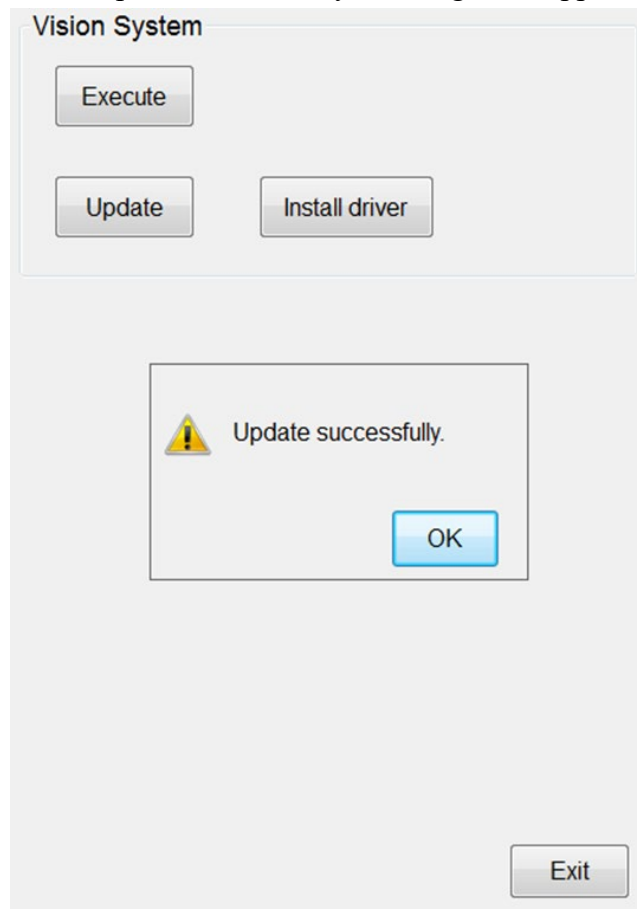 Vision System
Execute
Update Install driver
Update successfully.
OK
Exit